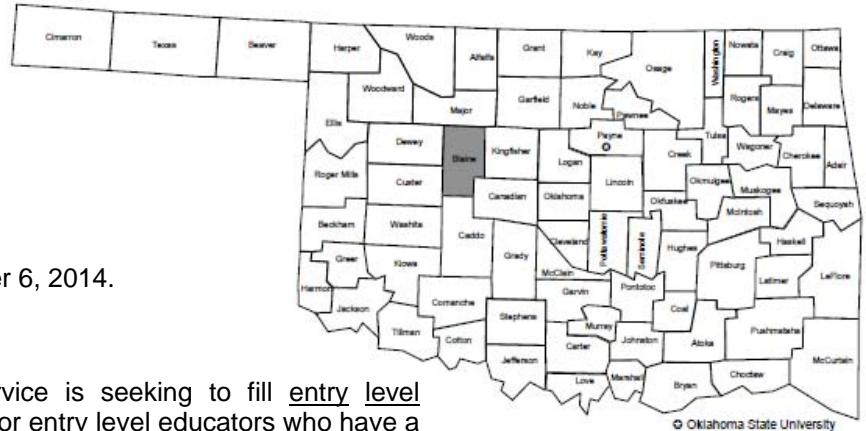 Cimarron
Texas
Beaver
Harper
Woods
Alfalfa
Grant
Kay
Osage
Washington
Nowata
Craig
Ottawa
Woodward
Major
Garfield
Noble
Pawnee
Rogers
Mayes
Delaware
Ellis
Dewey
Blaine
Kingfisher
Logan
Payne
Creek
Tulsa
Wagoner
Cherokee
Adair
Roger Mills
Custer
Canadian
Oklahoma
Lincoln
Okfuskee
Okmulgee
Muskogee
McIntosh
Sequoyah
Beckham
Washita
Caddo
Grady
Cleveland
Pottawatomie
Seminole
Hughes
Pittsburg
Haskell
Latimer
LeFlore
Greer
Kiowa
McClain
Garvin
Pontotoc
Coal
Harmon
Jackson
Comanche
Stephens
Murray
Johnston
Atoka
Pushmataha
McCurtain
Tillman
Cotton
Jefferson
Carter
Love
Marshall
Bryan
Choctaw
Oklahoma State University
er 6, 2014.
rvice is seeking to fill entry level
or entry level educators who have a